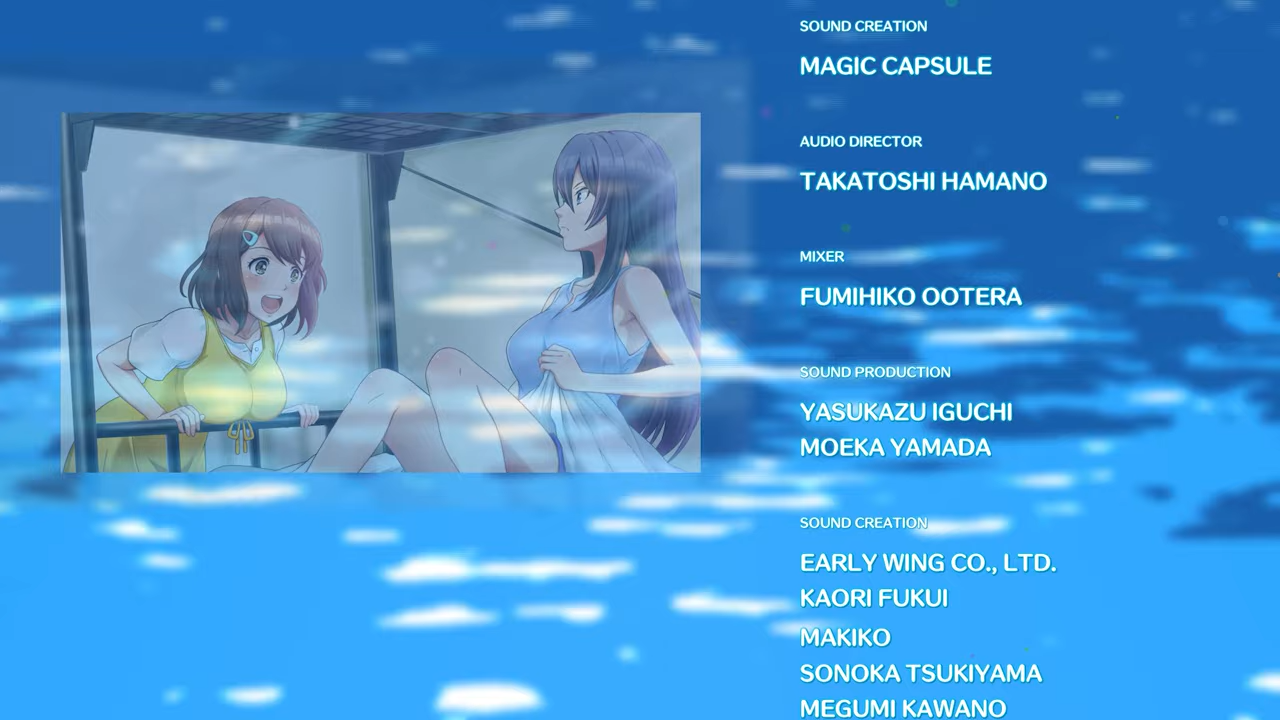 SOUND CREATION
MAGIC CAPSULE
AUDIO DIRECTOR
TAKATOSHI HAMANO
MIXER
FUMIHIKO OOTERA
SOUND PRODUCTION
YASUKAZU IGUCHI
MOEKA YAMADA
SOUND CREATION
EARLY WING CO., LTD.
KAORI FUKUI
MAKIKO
SONOKA TSUKIYAMA
MEGUMI KAWANO